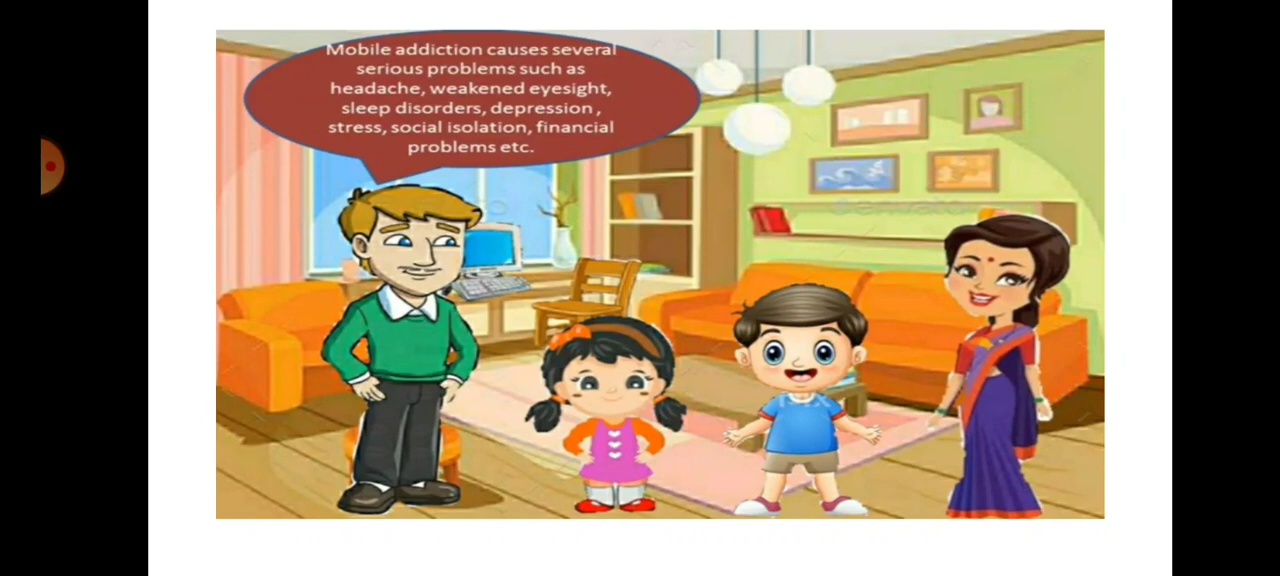 Mobile addiction causes several
serious problems such as
headache, weakened eyesight,
sleep disorders, depression ,
stress, social isolation, financial
problems etc.